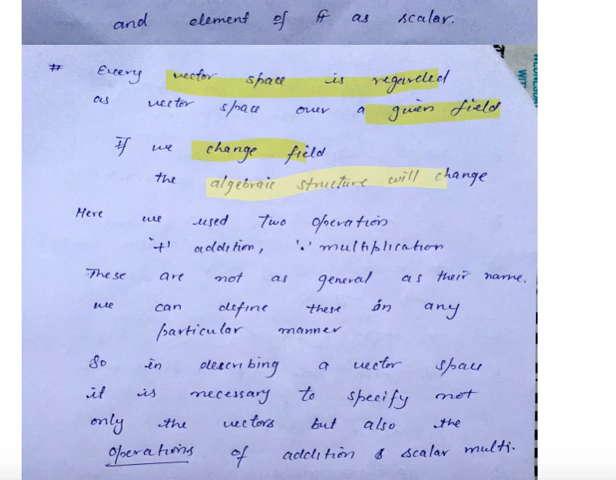 and element of F as scalar.
# Every vector space is regarded
as vector space over a given field
If we change field
the algebraic structure will change
Here we used two operation
'+' addition, '.' multiplication
These are not as general as their name.
we can define these in any
particular manner
So in describing a vector space
it is necessary to specify not
only the vectors but also the
operations of addition & scalar multi.